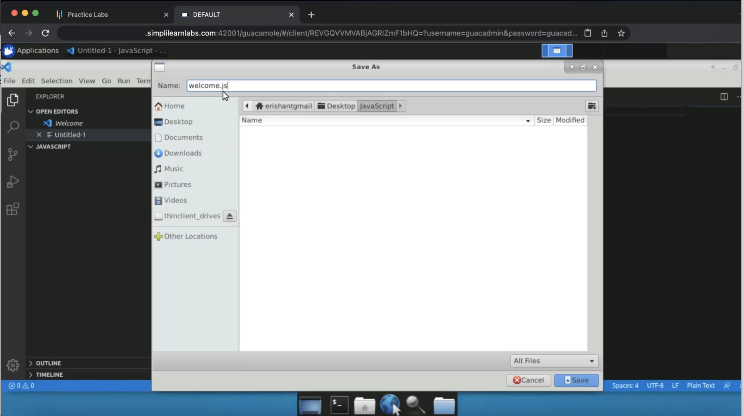 Practice Labs
DEFAULT
.simplilearnlabs.com:42001/guacamole/#/client/REVGQVVMVABjAGRlZmF1bHQ=?username=guacadmin&password=guacad...
Applications
Untitled-1 - JavaScript - ...
Save As
File Edit Selection View Go Run Term
Name: welcome.js
EXPLORER
OPEN EDITORS
Welcome
Untitled-1
JAVASCRIPT
OUTLINE
TIMELINE
Home
Desktop
Documents
Downloads
Music
Pictures
Videos
thinclient_drives
Other Locations
erishantgmail Desktop JavaScript
Name Size Modified
All Files
Cancel Save
0 0
Spaces: 4 UTF-8 LF Plain Text